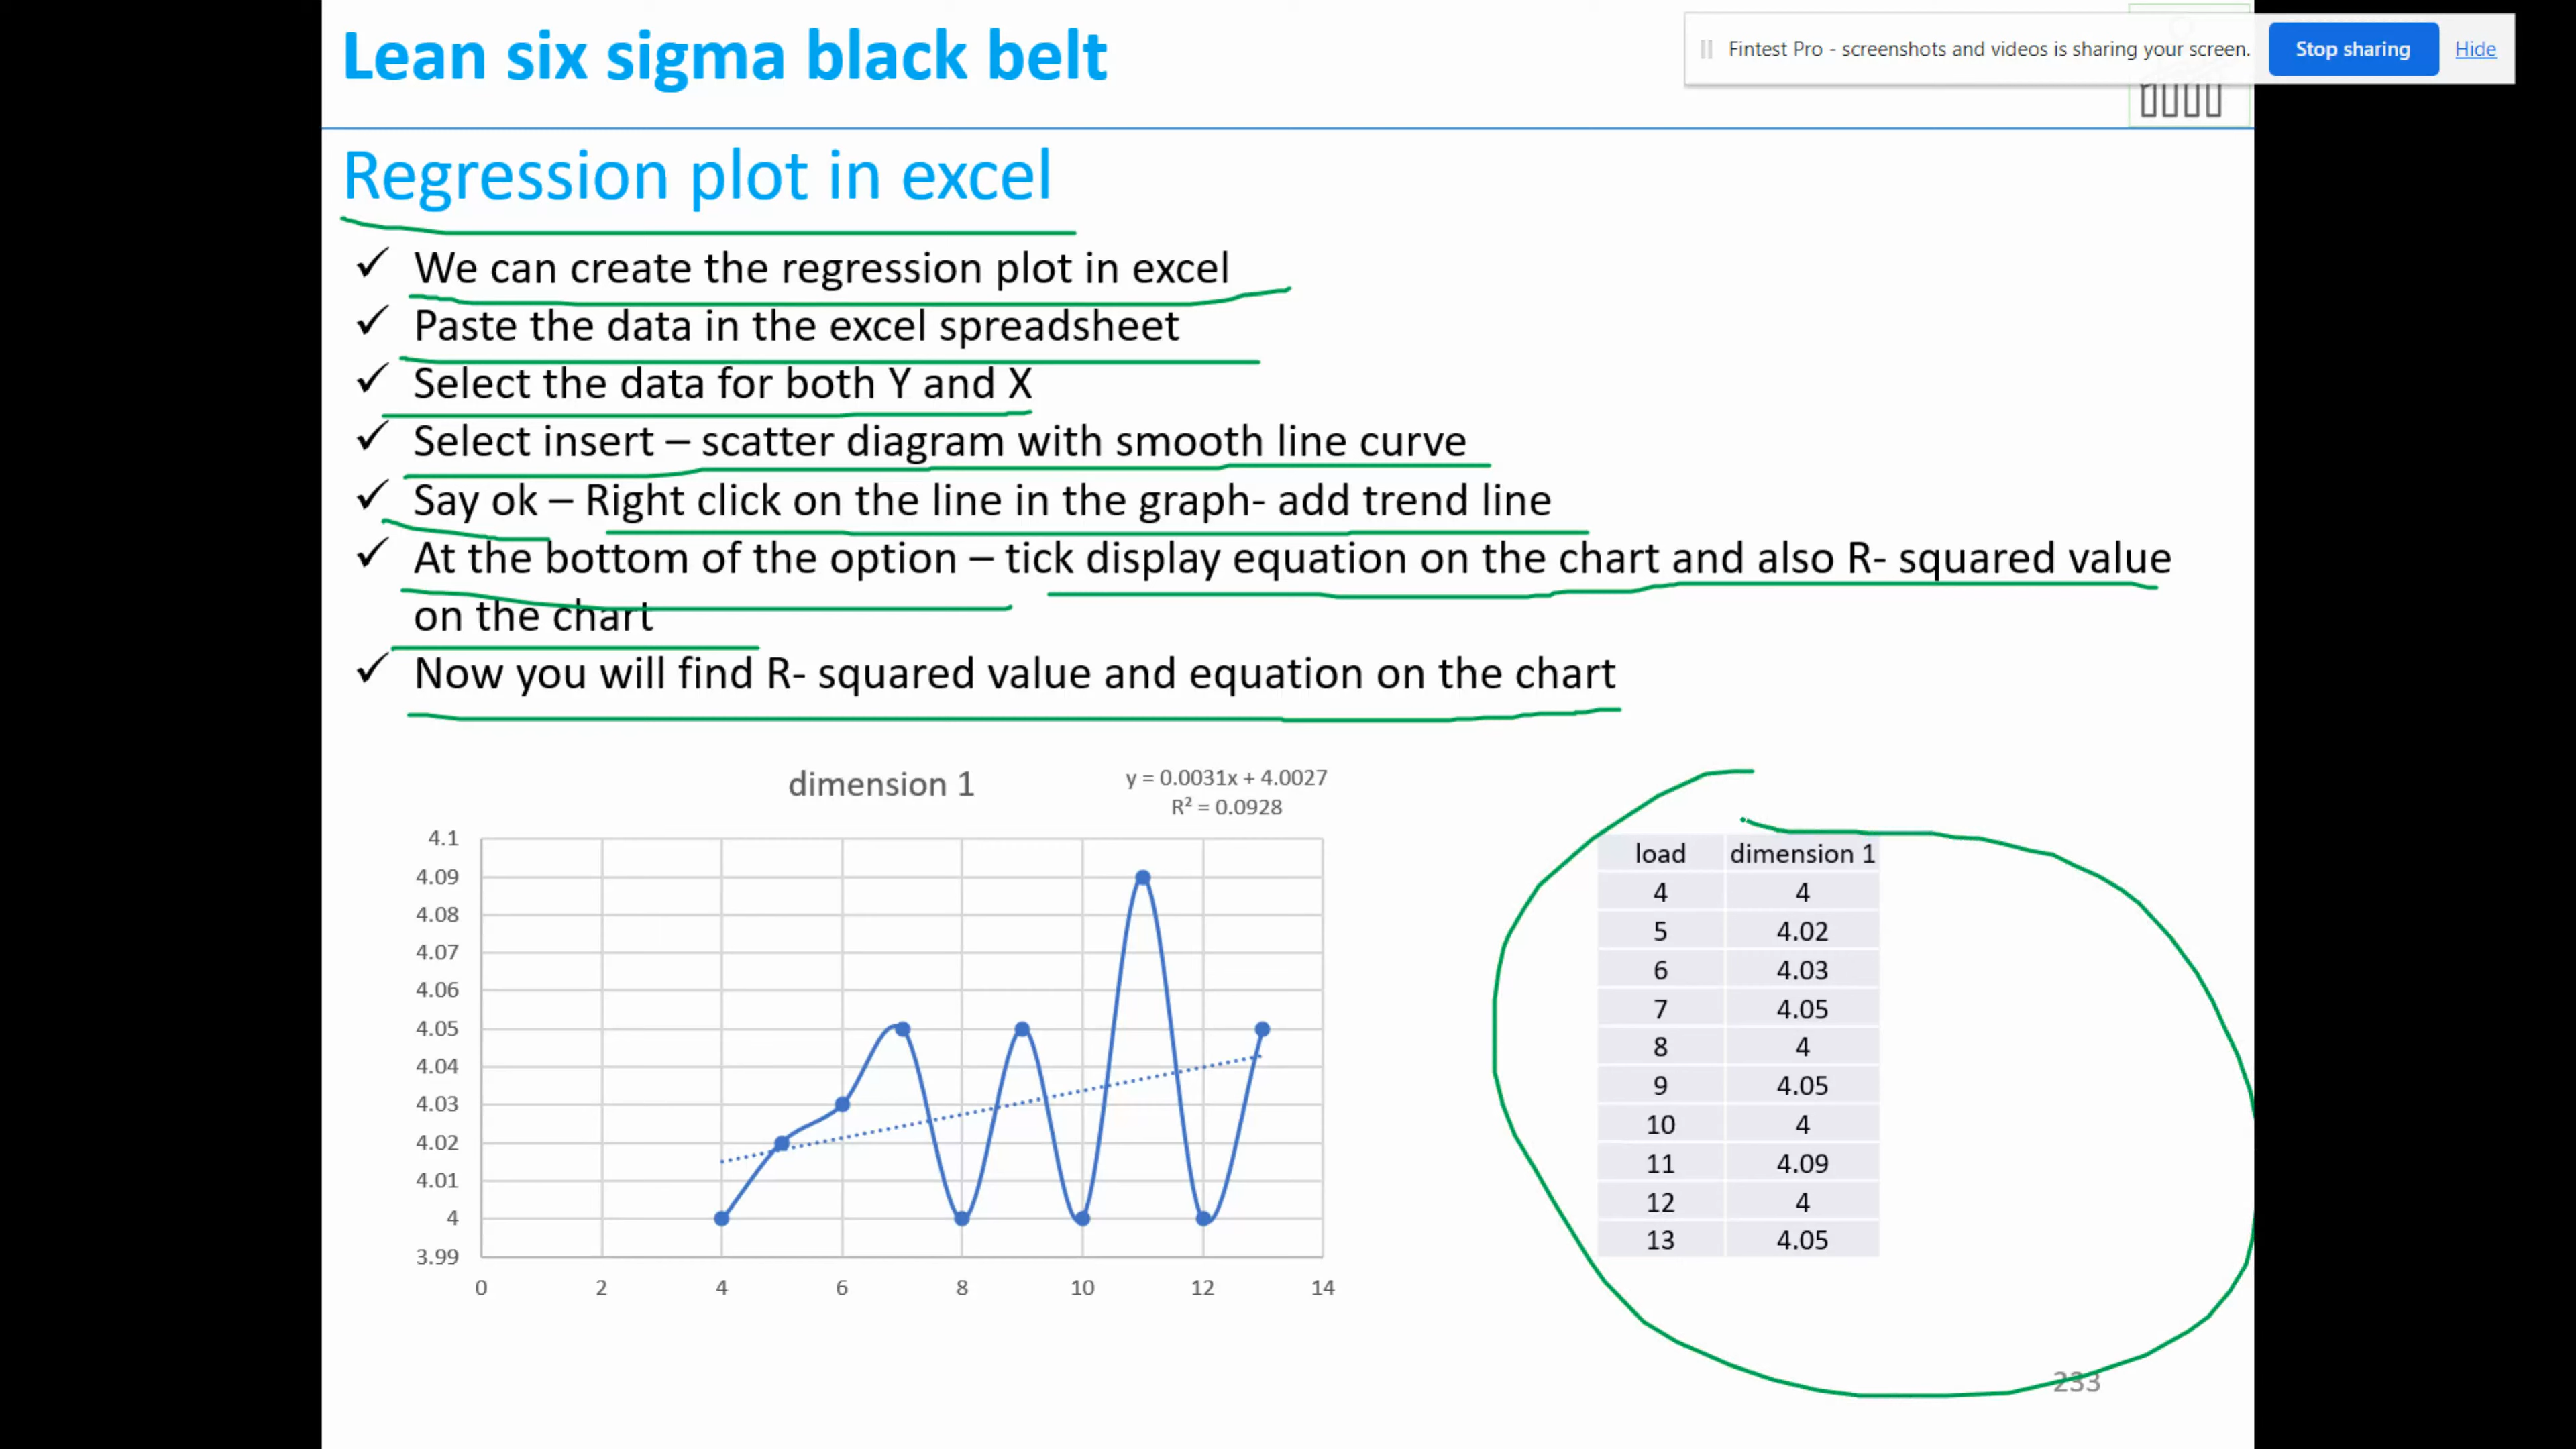 Lean six sigma black belt
Fintest Pro - screenshots and videos is sharing your screen. Stop sharing Hide
Regression plot in excel
✓ We can create the regression plot in excel
✓ Paste the data in the excel spreadsheet
✓ Select the data for both Y and X
✓ Select insert – scatter diagram with smooth line curve
✓ Say ok – Right click on the line in the graph- add trend line
✓ At the bottom of the option – tick display equation on the chart and also R- squared value
on the chart
✓ Now you will find R- squared value and equation on the chart
dimension 1
y = 0.0031x + 4.0027
R² = 0.0928
4.1
4.09
4.08
4.07
4.06
4.05
4.04
4.03
4.02
4.01
4
3.99
0 2 4 6 8 10 12 14
load dimension 1
4 4
5 4.02
6 4.03
7 4.05
8 4
9 4.05
10 4
11 4.09
12 4
13 4.05
233